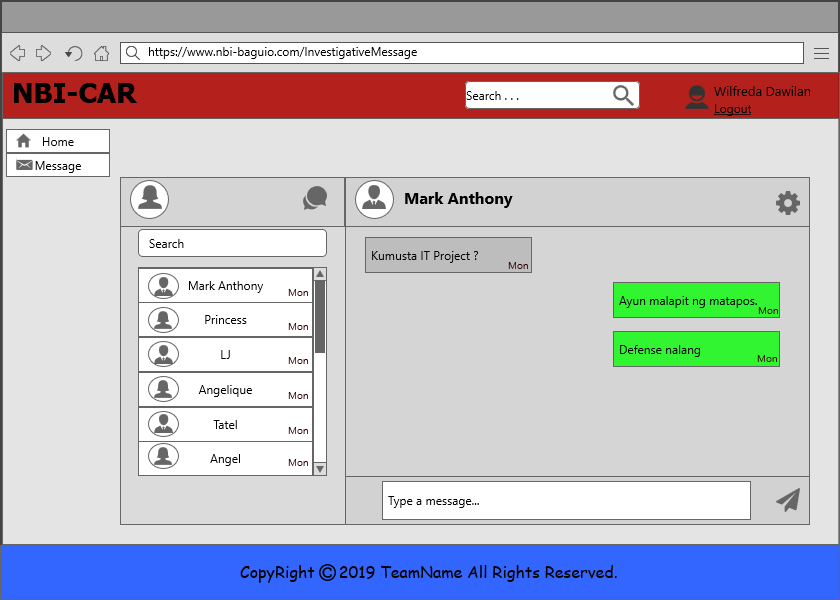 https://www.nbi-baguio.com/InvestigativeMessage
NBI-CAR
Search . . .
Wilfreda Dawilan
Logout
Home
Message
Mark Anthony
Search
Mark Anthony
Mon
Princess
Mon
LJ
Mon
Angelique
Mon
Tatel
Mon
Angel
Mon
Kumusta IT Project ?
Mon
Ayun malapit ng matapos.
Mon
Defense nalang
Mon
Type a message...
CopyRight © 2019 TeamName All Rights Reserved.